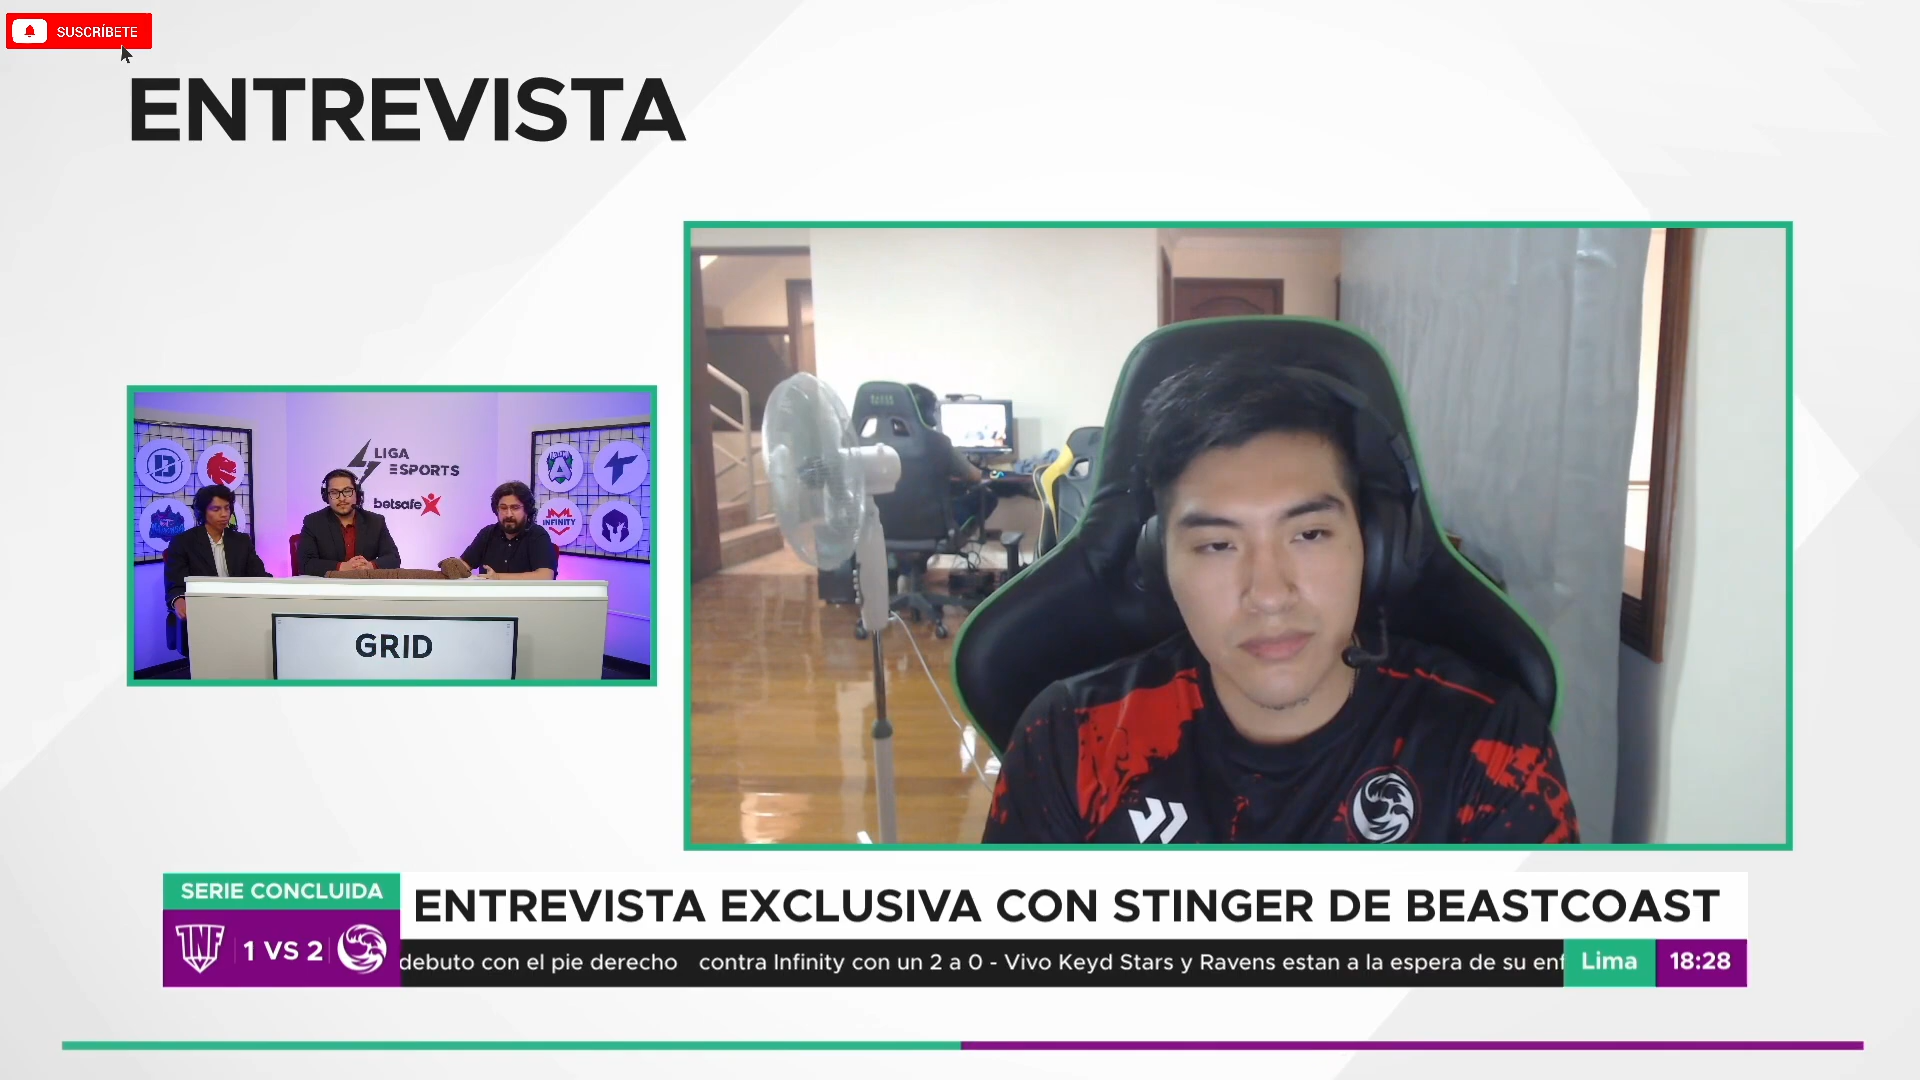 SUSCRÍBETE
ENTREVISTA
LIGA
ESPORTS
betsafe
INFINITY
GRID
SERIE CONCLUIDA
INF 1 VS 2
ENTREVISTA EXCLUSIVA CON STINGER DE BEASTCOAST
debuto con el pie derecho contra Infinity con un 2 a 0 - Vivo Keyd Stars y Ravens estan a la espera de su enf
Lima 18:28